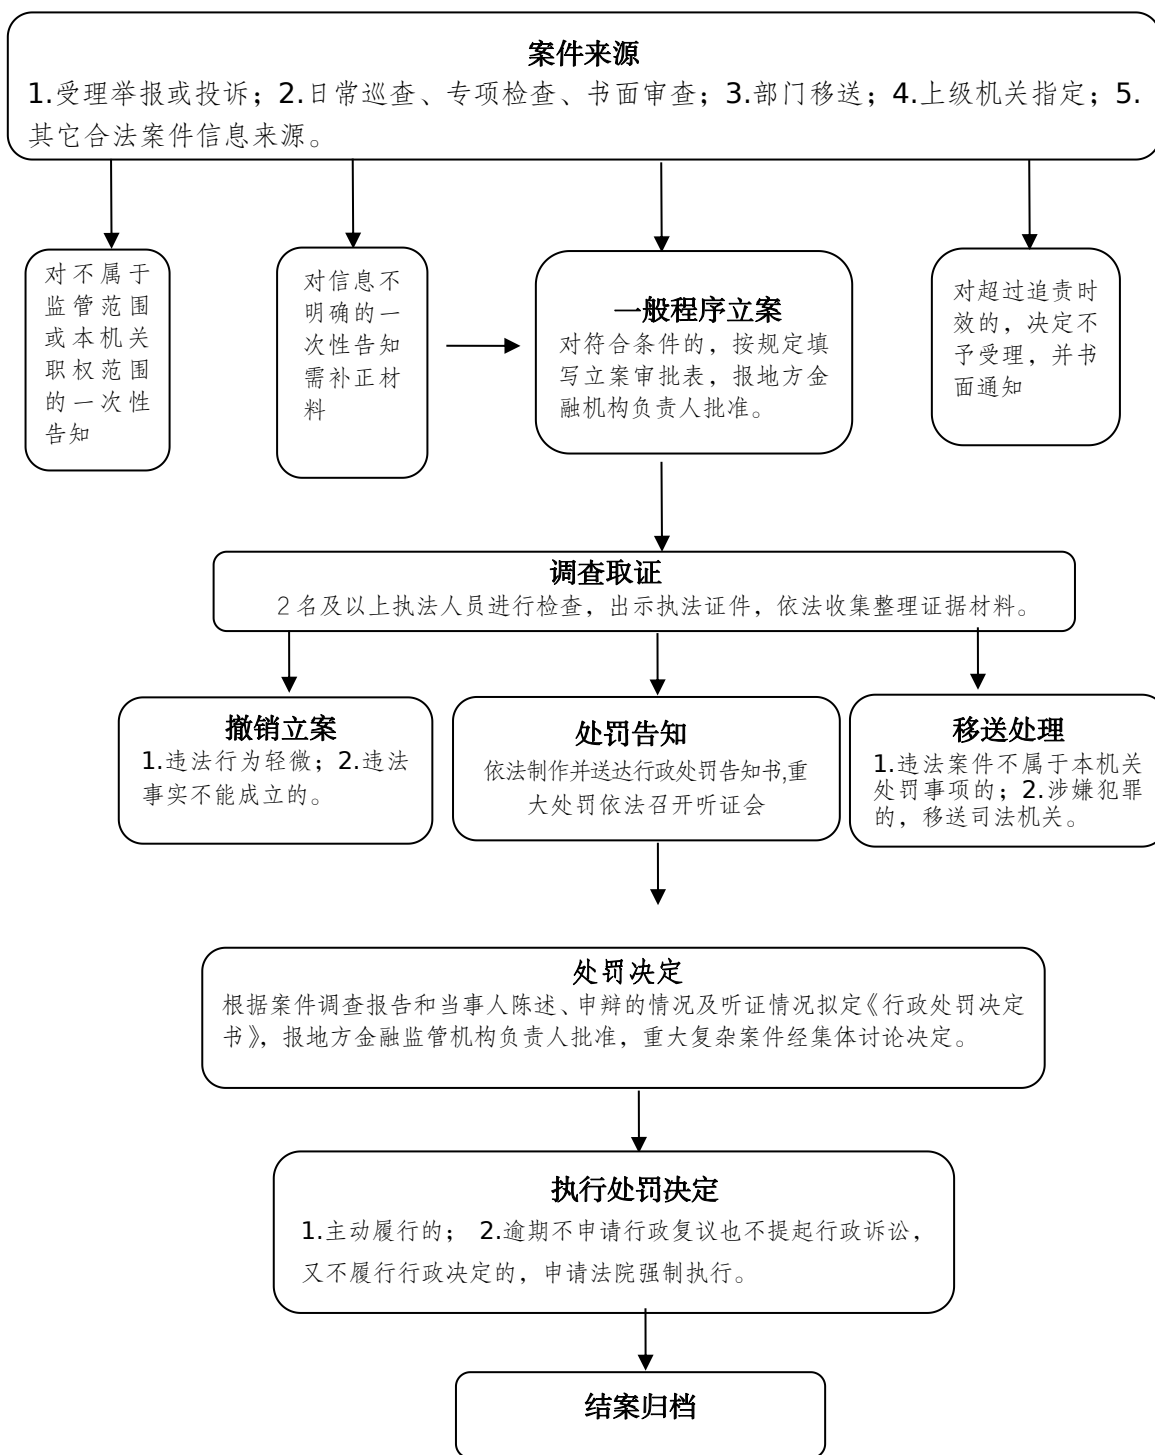 案件来源
1.受理举报或投诉；2.日常巡查、专项检查、书面审查；3.部门移送；4.上级机关指定；5.
其它合法案件信息来源。
对不属于
监管范围
或本机关
职权范围
的一次性
告知
对信息不
明确的一
次性告知
需补正材
料
一般程序立案
对符合条件的，按规定填
写立案审批表，报地方金
融机构负责人批准。
对超过追责时
效的，决定不
予受理，并书
面通知
调查取证
2名及以上执法人员进行检查，出示执法证件，依法收集整理证据材料。
撤销立案
1.违法行为轻微；2.违法
事实不能成立的。
处罚告知
依法制作并送达行政处罚告知书,重
大处罚依法召开听证会
移送处理
1.违法案件不属于本机关
处罚事项的；2.涉嫌犯罪
的，移送司法机关。
处罚决定
根据案件调查报告和当事人陈述、申辩的情况及听证情况拟定《行政处罚决定
书》，报地方金融监管机构负责人批准，重大复杂案件经集体讨论决定。
执行处罚决定
1.主动履行的； 2.逾期不申请行政复议也不提起行政诉讼，
又不履行行政决定的，申请法院强制执行。
结案归档